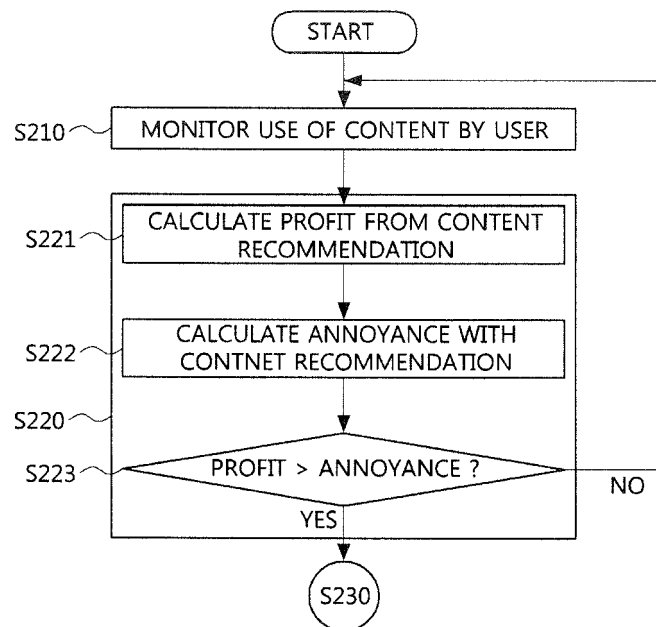 START
S210
MONITOR USE OF CONTENT BY USER
S221
CALCULATE PROFIT FROM CONTENT
RECOMMENDATION
S222
CALCULATE ANNOYANCE WITH
CONTNET RECOMMENDATION
S220
S223
PROFIT > ANNOYANCE ?
NO
YES
S230